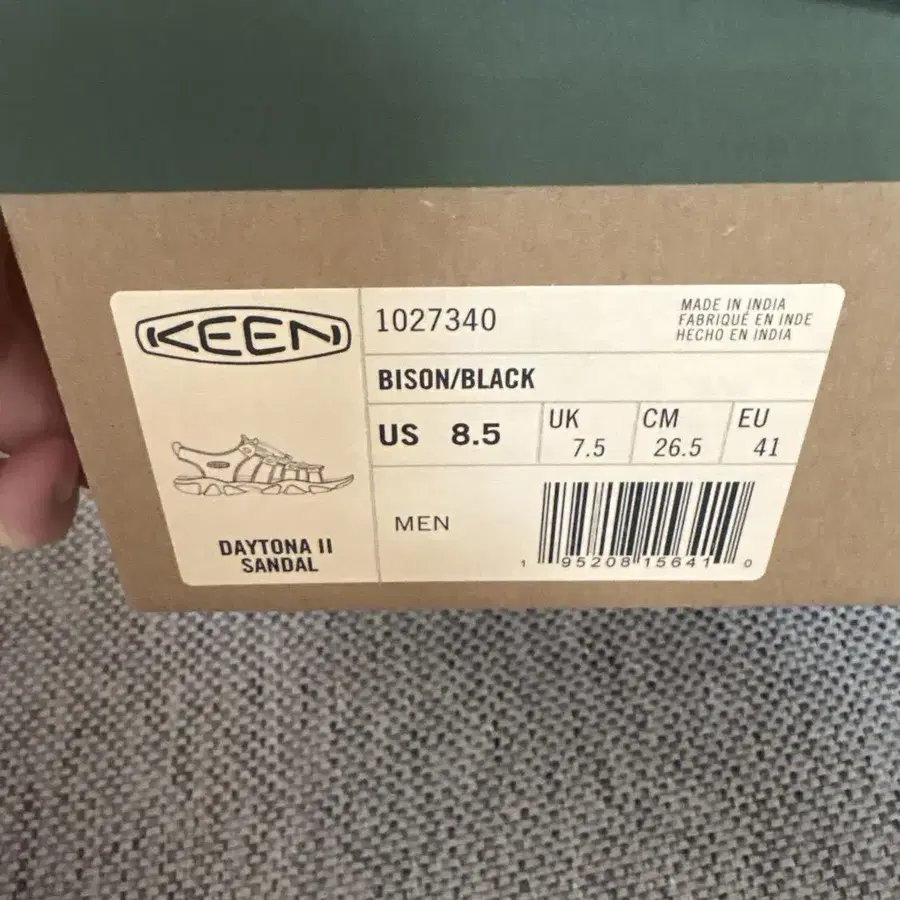 KEEN
1027340
MADE IN INDIA
FABRIQUÉ EN INDE
HECHO EN INDIA
BISON/BLACK
US 8.5
UK 7.5
CM 26.5
EU 41
MEN
DAYTONA II
SANDAL
1 95208 15641 0